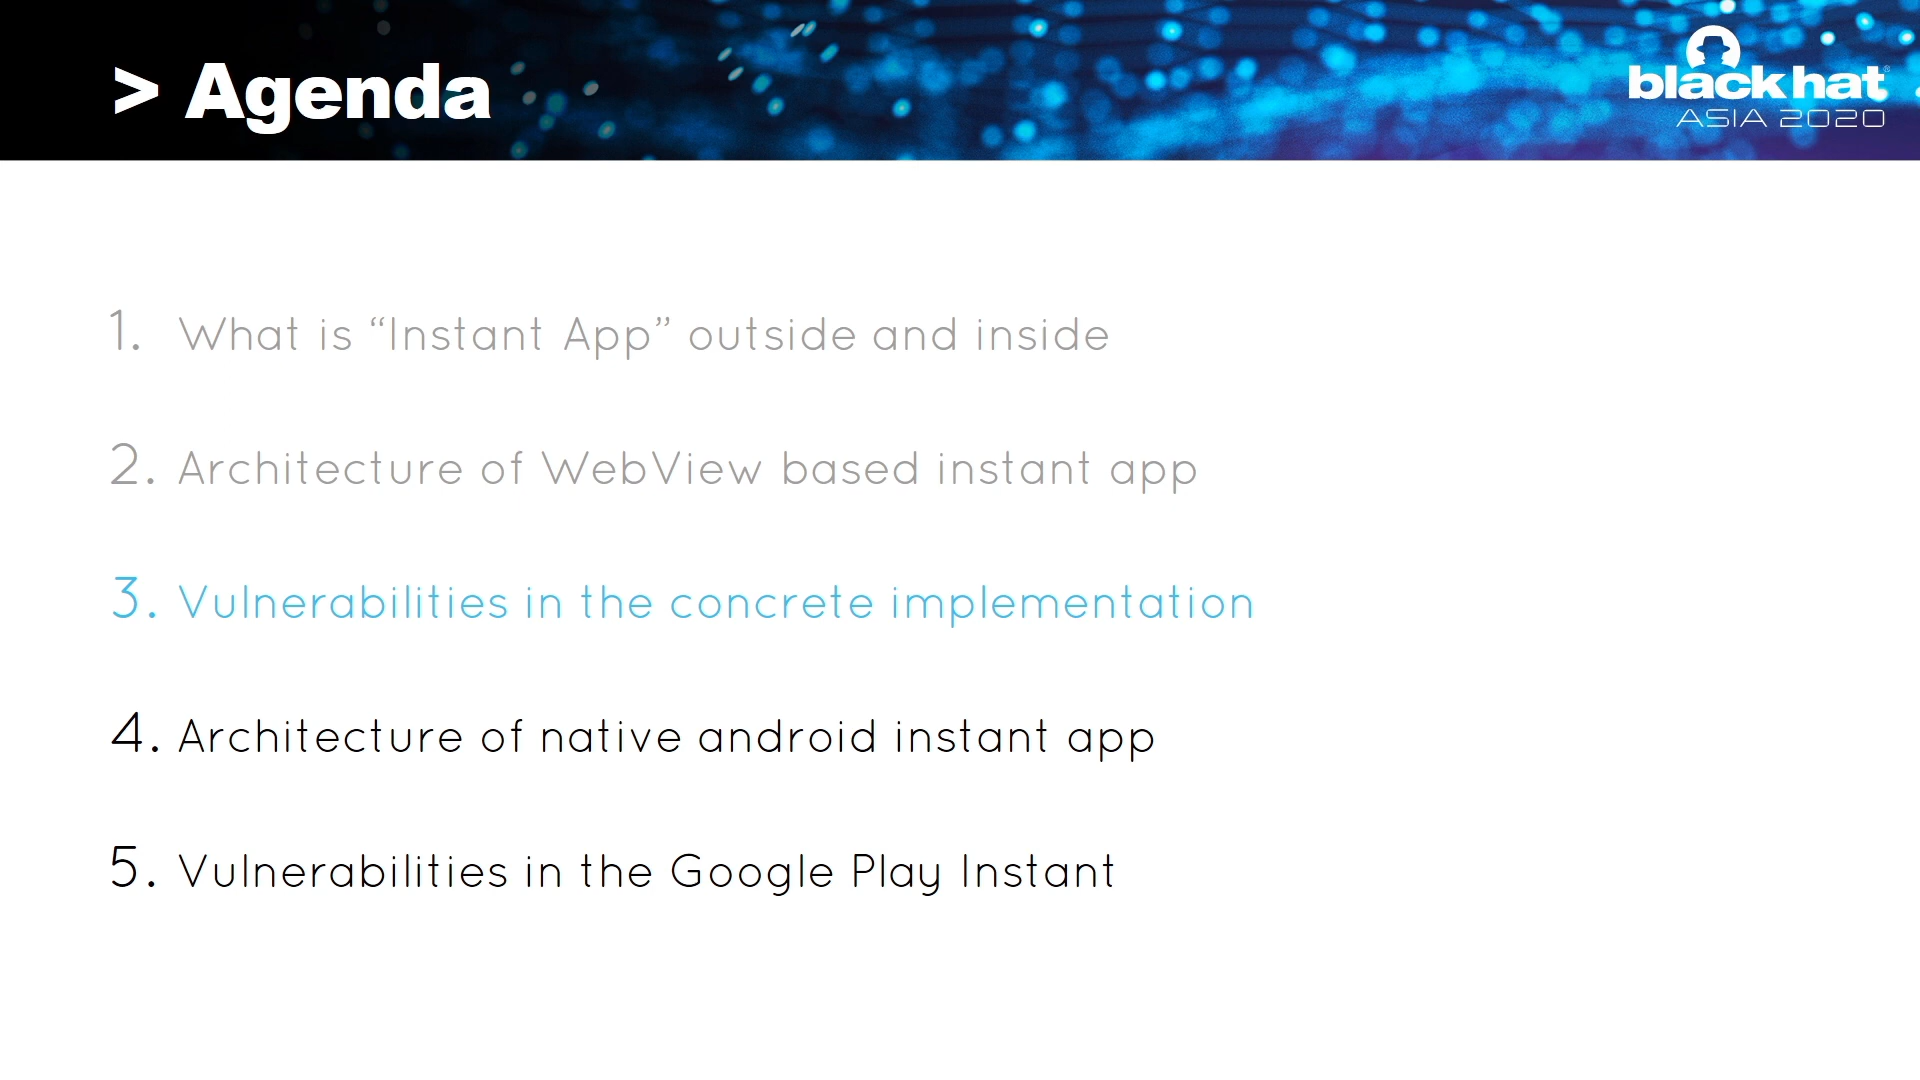 > Agenda
black hat
ASIA 2020
1. What is “Instant App” outside and inside
2. Architecture of WebView based instant app
3. Vulnerabilities in the concrete implementation
4. Architecture of native android instant app
5. Vulnerabilities in the Google Play Instant